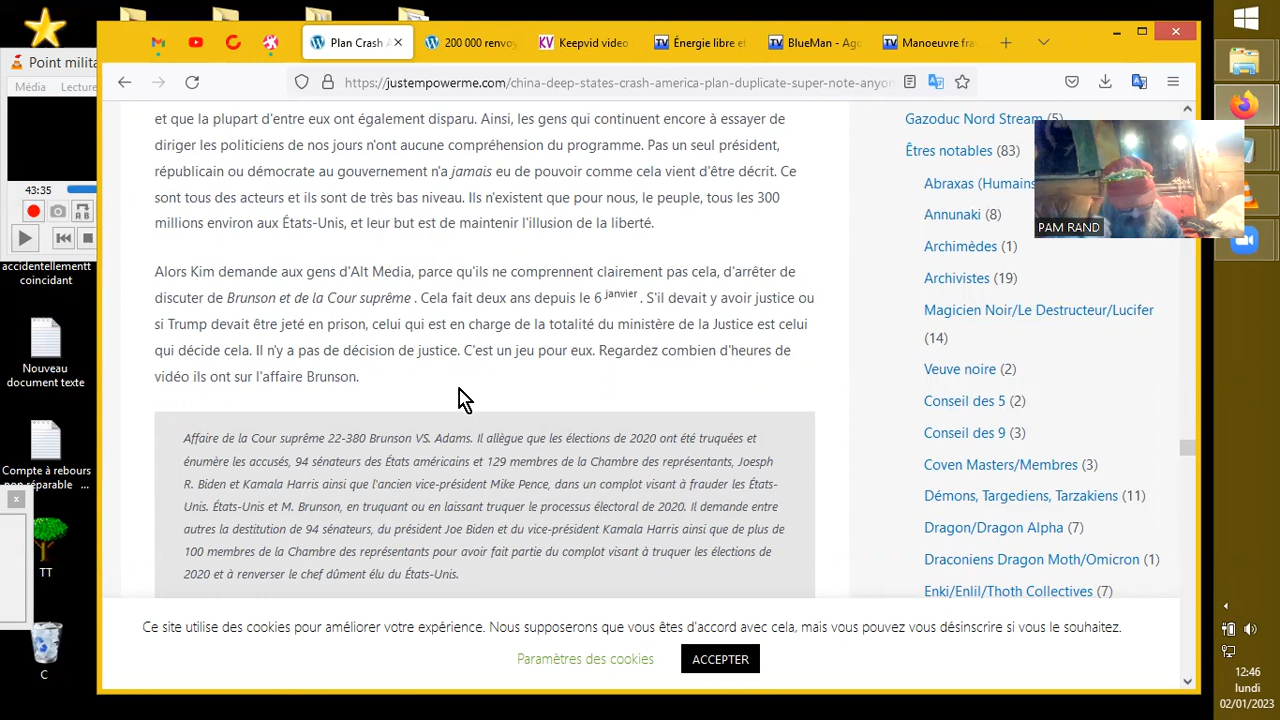 Point milita
Média Lecture
43:35
accidentellementt
coincidant
Nouveau
document texte
Compte à rebours
non réparable ...
TT
C
Plan Crash A
200 000 renvoy
Keepvid video
Énergie libre et
BlueMan - Ago
Manoeuvre fra
https://justempowerme.com/china-deep-states-crash-america-plan-duplicate-super-note-anyon
et que la plupart d'entre eux ont également disparu. Ainsi, les gens qui continuent encore à essayer de
diriger les politiciens de nos jours n'ont aucune compréhension du programme. Pas un seul président,
républicain ou démocrate au gouvernement n'a jamais eu de pouvoir comme cela vient d'être décrit. Ce
sont tous des acteurs et ils sont de très bas niveau. Ils n'existent que pour nous, le peuple, tous les 300
millions environ aux États-Unis, et leur but est de maintenir l'illusion de la liberté.
Alors Kim demande aux gens d'Alt Media, parce qu'ils ne comprennent clairement pas cela, d'arrêter de
discuter de Brunson et de la Cour suprême . Cela fait deux ans depuis le 6 janvier . S'il devait y avoir justice ou
si Trump devait être jeté en prison, celui qui est en charge de la totalité du ministère de la Justice est celui
qui décide cela. Il n'y a pas de décision de justice. C'est un jeu pour eux. Regardez combien d'heures de
vidéo ils ont sur l'affaire Brunson.
Affaire de la Cour suprême 22-380 Brunson VS. Adams. Il allègue que les élections de 2020 ont été truquées et
énumère les accusés, 94 sénateurs des États américains et 129 membres de la Chambre des représentants, Joesph
R. Biden et Kamala Harris ainsi que l'ancien vice-président Mike Pence, dans un complot visant à frauder les États-
Unis. États-Unis et M. Brunson, en truquant ou en laissant truquer le processus électoral de 2020. Il demande entre
autres la destitution de 94 sénateurs, du président Joe Biden et du vice-président Kamala Harris ainsi que de plus de
100 membres de la Chambre des représentants pour avoir fait partie du complot visant à truquer les élections de
2020 et à renverser le chef dûment élu du États-Unis.
Gazoduc Nord Stream (5)
Êtres notables (83)
Abraxas (Humains
Annunaki (8)
Archimèdes (1)
Archivistes (19)
Magicien Noir/Le Destructeur/Lucifer
(14)
Veuve noire (2)
Conseil des 5 (2)
Conseil des 9 (3)
Coven Masters/Membres (3)
Démons, Targediens, Tarzakiens (11)
Dragon/Dragon Alpha (7)
Draconiens Dragon Moth/Omicron (1)
Enki/Enlil/Thoth Collectives (7)
PAM RAND
Ce site utilise des cookies pour améliorer votre expérience. Nous supposerons que vous êtes d'accord avec cela, mais vous pouvez vous désinscrire si vous le souhaitez.
Paramètres des cookies
ACCEPTER
12:46
lundi
02/01/2023